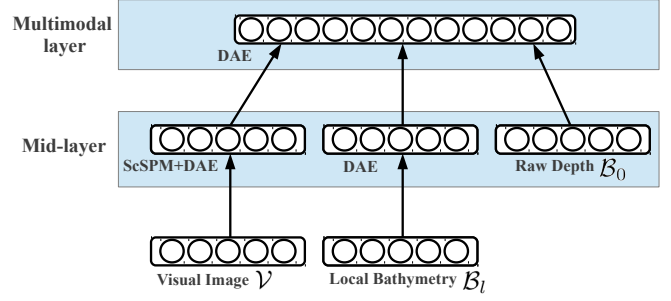 Multimodal
layer
DAE
Mid-layer
ScSPM+DAE
DAE
Raw Depth 𝓑₀
Visual Image 𝓥
Local Bathymetry 𝓑ₗ